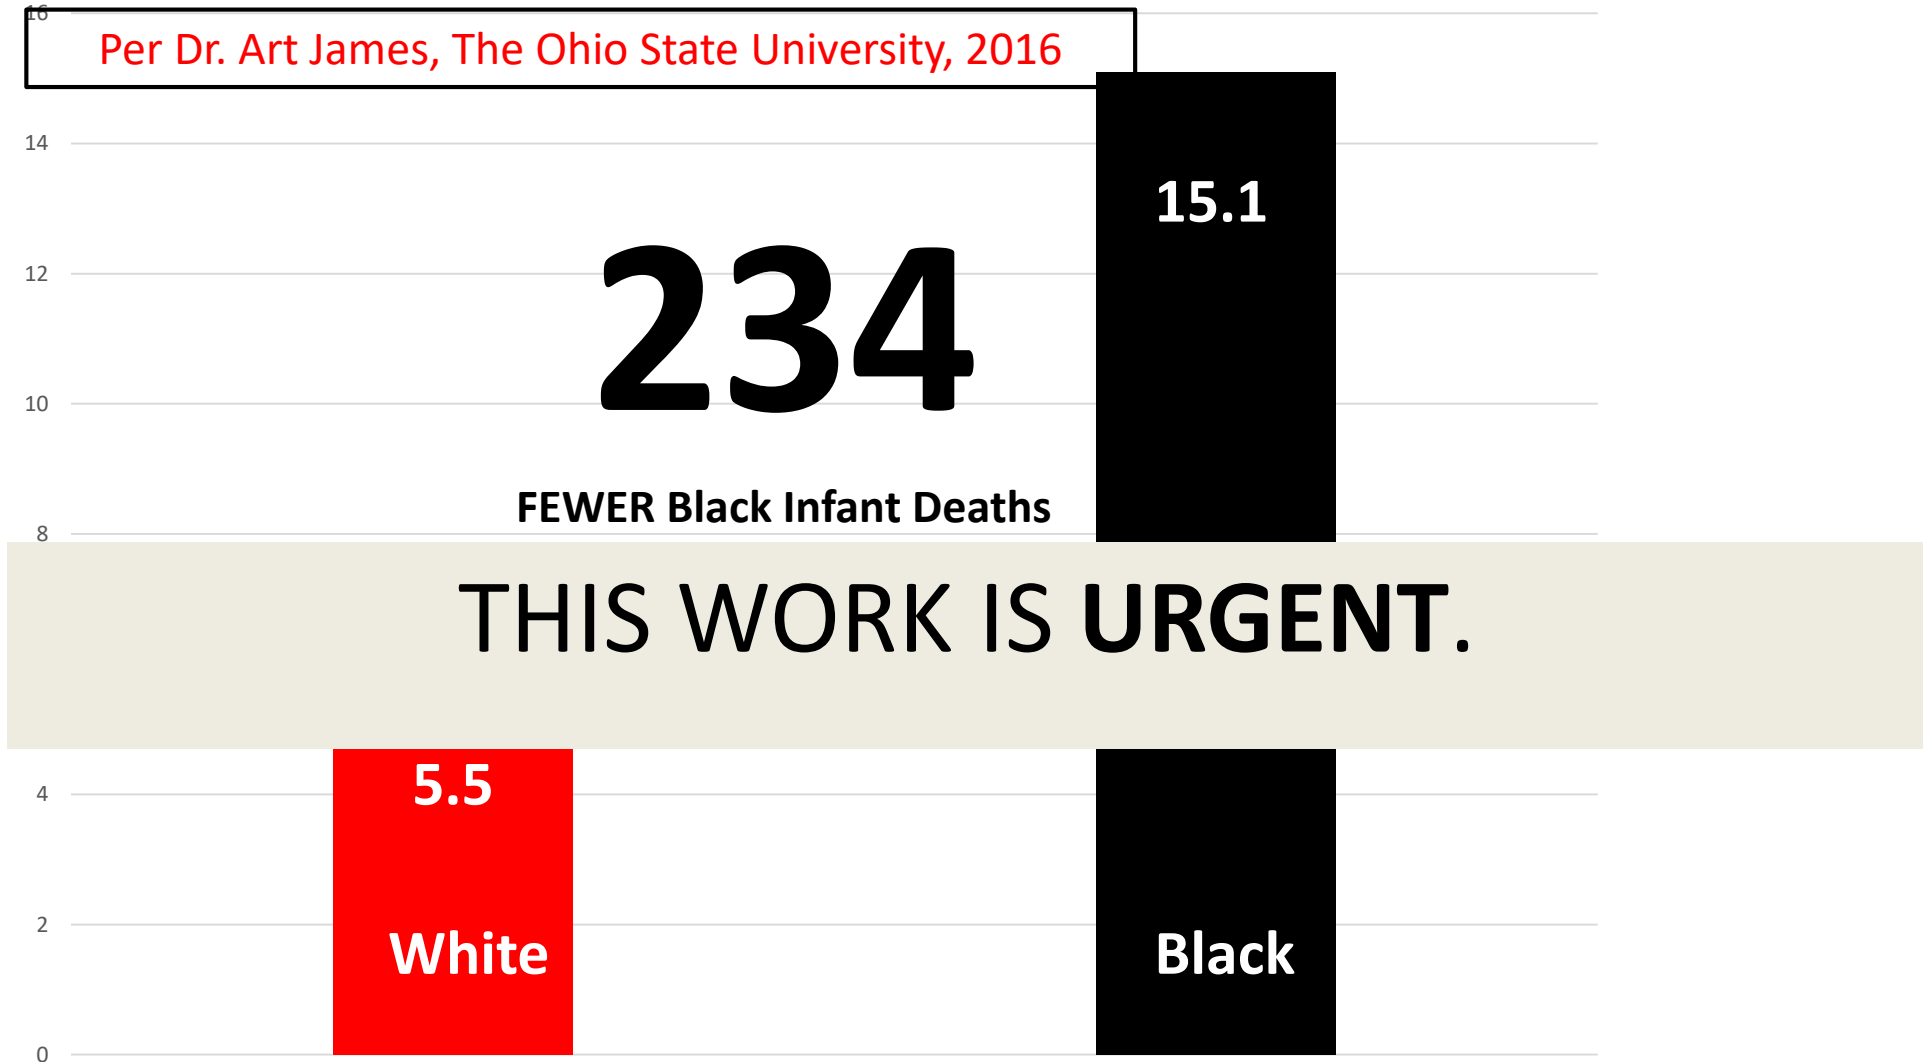 16
Per Dr. Art James, The Ohio State University, 2016
14
15.1
12
234
10
FEWER Black Infant Deaths
8
THIS WORK IS URGENT.
5.5
4
2
White
Black
0